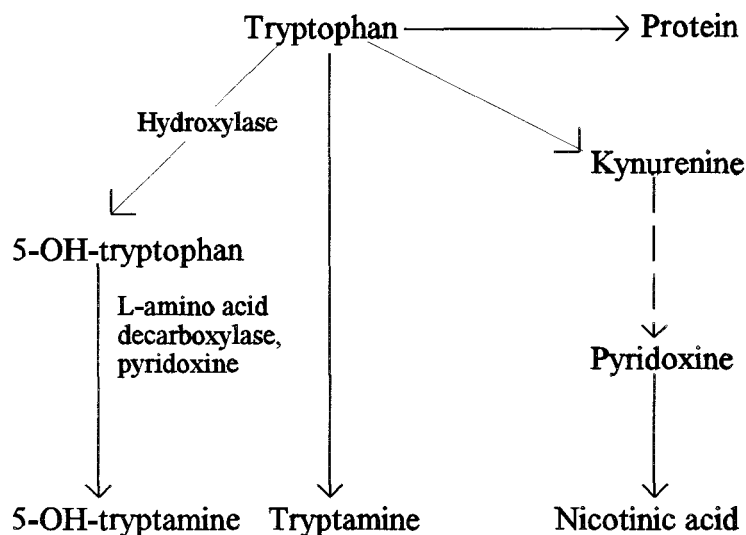 Tryptophan
Protein
Hydroxylase
Kynurenine
5-OH-tryptophan
L-amino acid
decarboxylase,
pyridoxine
Pyridoxine
5-OH-tryptamine
Tryptamine
Nicotinic acid